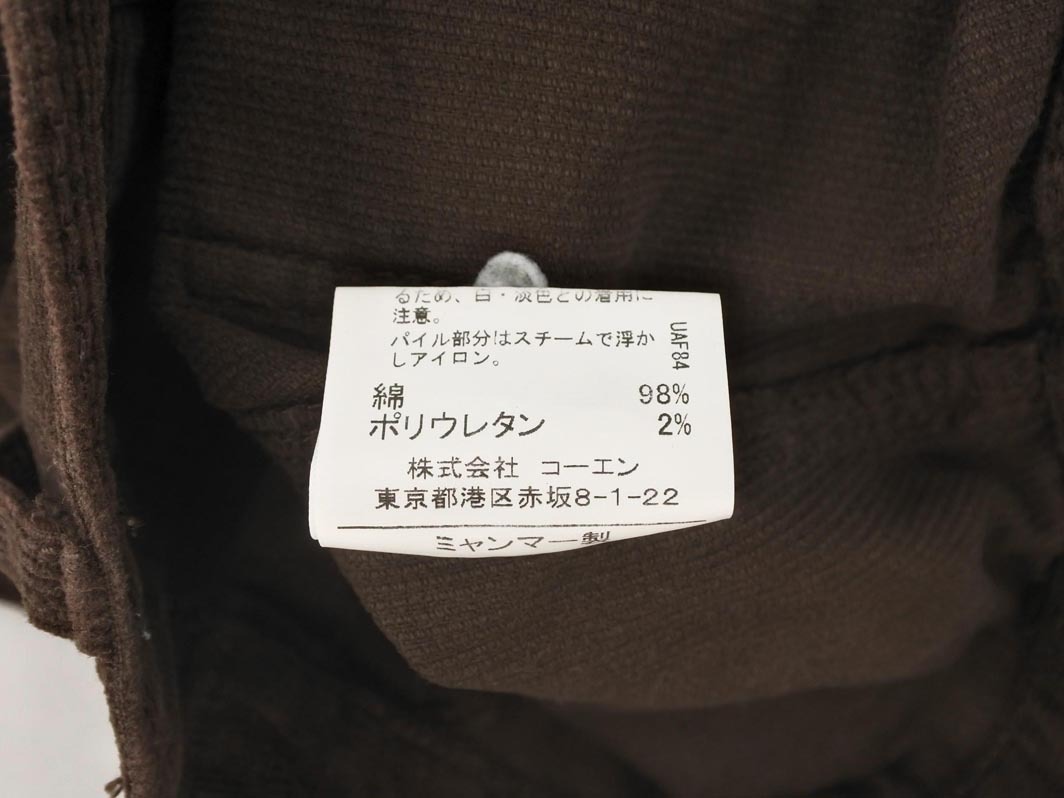 るため、白・淡色との着用に
注意。
パイル部分はスチームで浮か
しアイロン。
UAF84
綿 98%
ポリウレタン 2%
株式会社 コーエン
東京都港区赤坂8-1-22
ミャンマー製